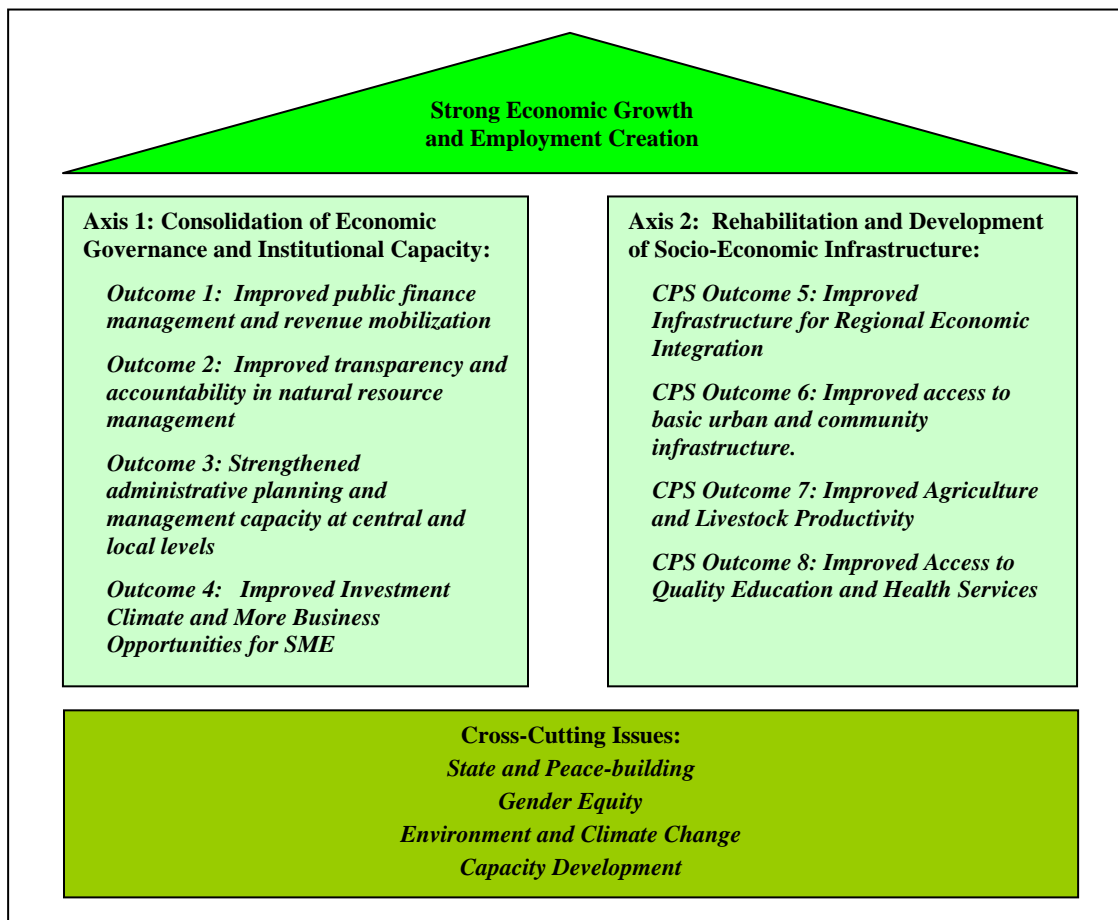 Strong Economic Growth
and Employment Creation
Axis 1: Consolidation of Economic
Governance and Institutional Capacity:
Outcome 1:  Improved public finance
management and revenue mobilization
Outcome 2:  Improved transparency and
accountability in natural resource
management
Outcome 3: Strengthened
administrative planning and
management capacity at central and
local levels
Outcome 4:   Improved Investment
Climate and More Business
Opportunities for SME
Axis 2:  Rehabilitation and Development
of Socio-Economic Infrastructure:
CPS Outcome 5: Improved
Infrastructure for Regional Economic
Integration
CPS Outcome 6: Improved access to
basic urban and community
infrastructure.
CPS Outcome 7: Improved Agriculture
and Livestock Productivity
CPS Outcome 8: Improved Access to
Quality Education and Health Services
Cross-Cutting Issues:
State and Peace-building
Gender Equity
Environment and Climate Change
Capacity Development